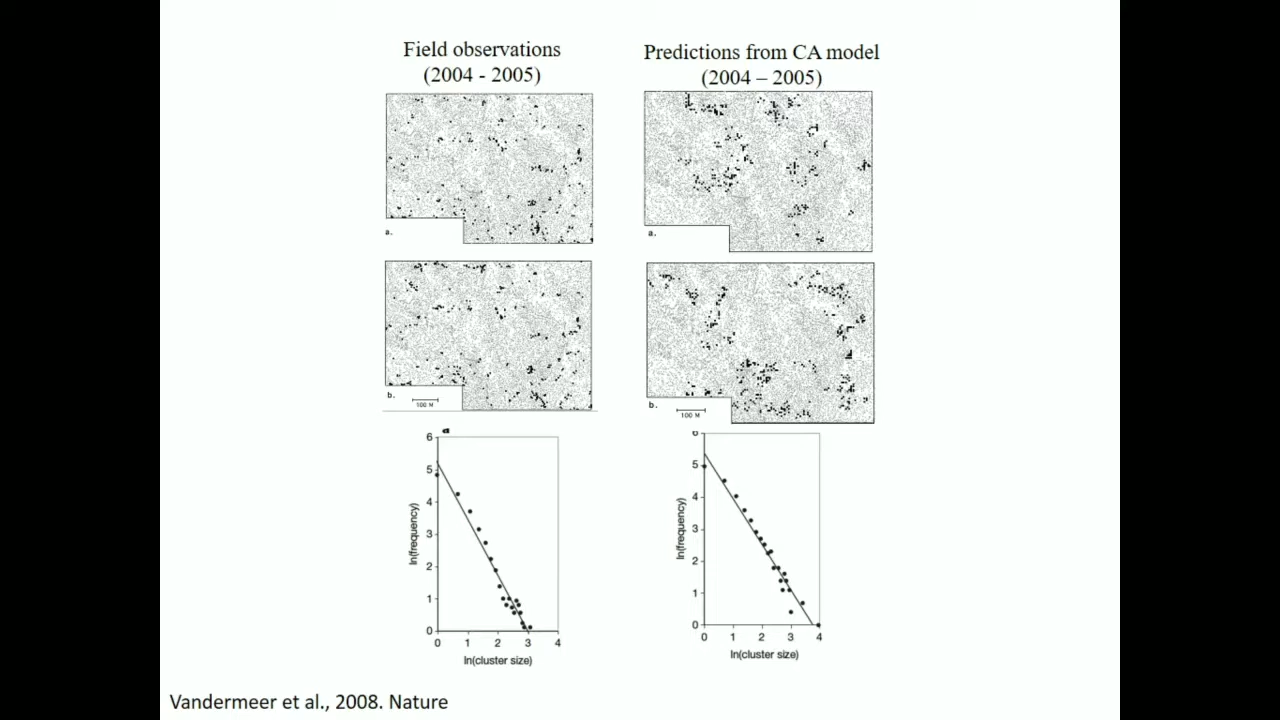 Field observations
(2004 - 2005)
Predictions from CA model
(2004 – 2005)
a.
a.
b.
100 M
b.
100 M
a
6
5
4
3
2
1
0
ln(frequency)
0 1 2 3 4
ln(cluster size)
6
5
4
3
2
1
0
ln(frequency)
0 1 2 3 4
ln(cluster size)
Vandermeer et al., 2008. Nature